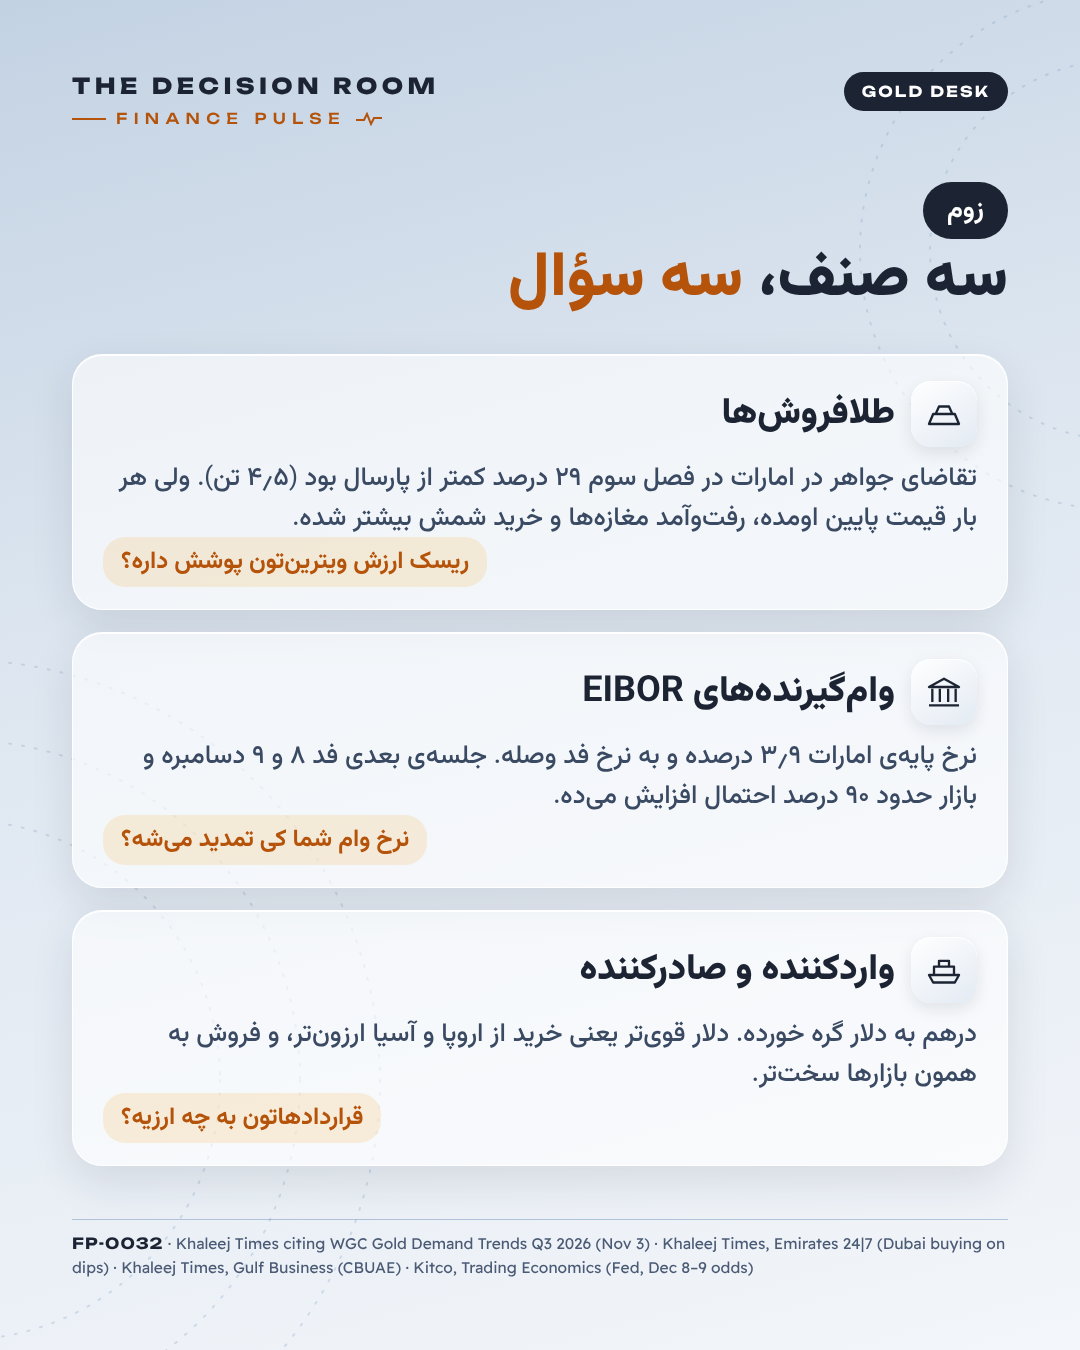 THE DECISION ROOM
FINANCE PULSE
GOLD DESK
زوم
سه صنف، سه سؤال
طلافروش‌ها
تقاضای جواهر در امارات در فصل سوم ۲۹ درصد کمتر از پارسال بود (۴٫۵ تن). ولی هر
بار قیمت پایین اومده، رفت‌وآمد مغازه‌ها و خرید شمش بیشتر شده.
ریسک ارزش ویترین‌تون پوشش داره؟
وام‌گیرنده‌های EIBOR
نرخ پایه‌ی امارات ۳٫۹ درصده و به نرخ فد وصله. جلسه‌ی بعدی فد ۸ و ۹ دسامبره و
بازار حدود ۹۰ درصد احتمال افزایش می‌ده.
نرخ وام شما کی تمدید می‌شه؟
واردکننده و صادرکننده
درهم به دلار گره خورده. دلار قوی‌تر یعنی خرید از اروپا و آسیا ارزون‌تر، و فروش به
همون بازارها سخت‌تر.
قراردادهاتون به چه ارزیه؟
FP-0032 · Khaleej Times citing WGC Gold Demand Trends Q3 2026 (Nov 3) · Khaleej Times, Emirates 24|7 (Dubai buying on
dips) · Khaleej Times, Gulf Business (CBUAE) · Kitco, Trading Economics (Fed, Dec 8–9 odds)